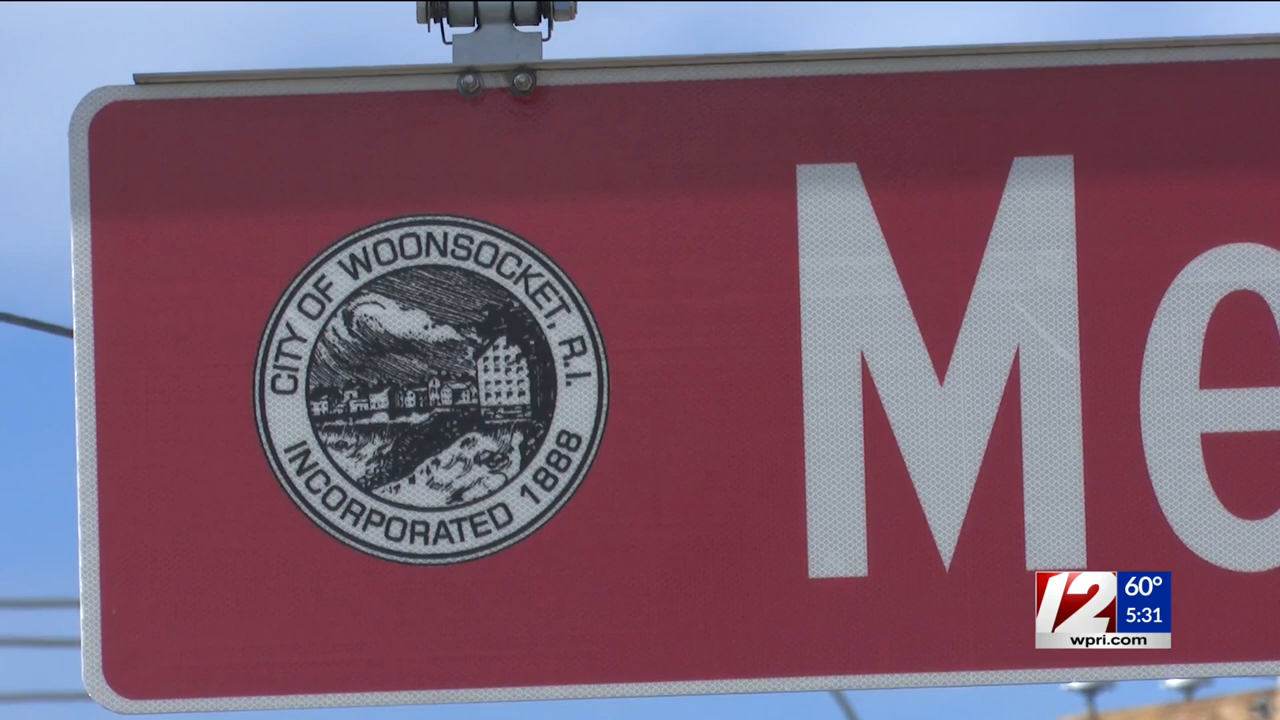 CITY OF WOONSOCKET, R.I.
INCORPORATED 1888
Me
12
60°
5:31
wpri.com